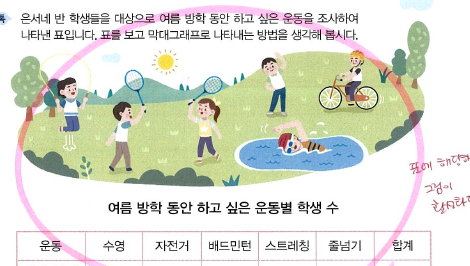 은서네 반 학생들을 대상으로 여름 방학 동안 하고 싶은 운동을 조사하여
나타낸 표입니다. 표를 보고 막대그래프로 나타내는 방법을 생각해 봅시다.
표에 해당하
그림이
여름 방학 동안 하고 싶은 운동별 학생 수
운동 수영 자전거 배드민턴 스트레칭 줄넘기 합계